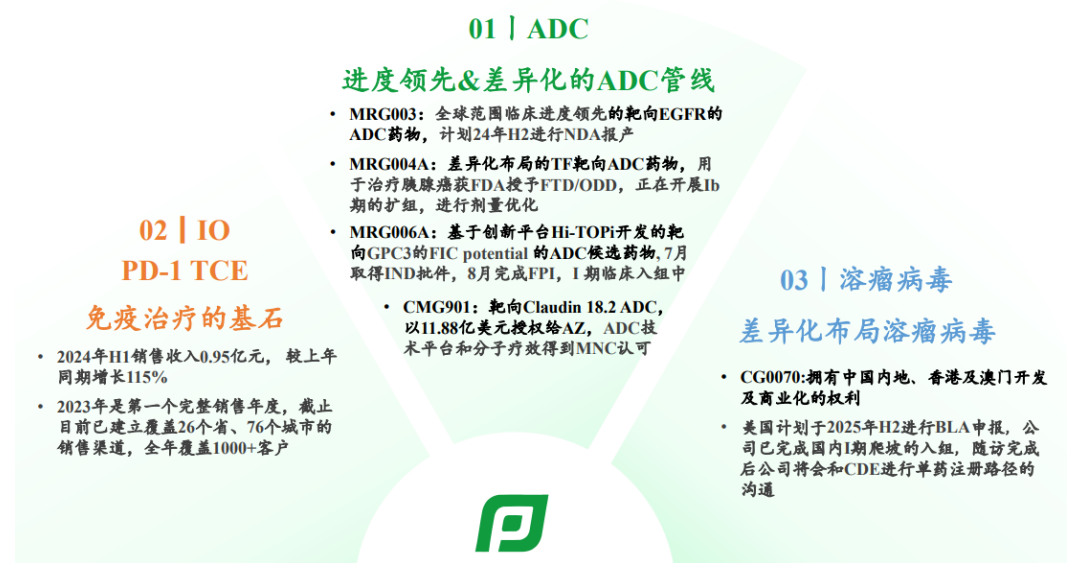 01丨ADC
进度领先&差异化的ADC管线
• MRG003：全球范围临床进度领先的靶向EGFR的
ADC药物，计划24年H2进行NDA报产
• MRG004A：差异化布局的TF靶向ADC药物，用
于治疗胰腺癌获FDA授予FTD/ODD，正在开展Ib
期的扩组，进行剂量优化
• MRG006A：基于创新平台Hi-TOPi开发的靶
向GPC3的FIC potential 的ADC候选药物, 7月
取得IND批件，8月完成FPI，I 期临床入组中
• CMG901：靶向Claudin 18.2 ADC，
以11.88亿美元授权给AZ，ADC技
术平台和分子疗效得到MNC认可
02丨IO
PD-1 TCE
免疫治疗的基石
• 2024年H1销售收入0.95亿元， 较上年
同期增长115%
• 2023年是第一个完整销售年度，截止
目前已建立覆盖26个省、76个城市的
销售渠道，全年覆盖1000+客户
03丨溶瘤病毒
差异化布局溶瘤病毒
• CG0070:拥有中国内地、香港及澳门开发
及商业化的权利
• 美国计划于2025年H2进行BLA申报，公
司已完成国内I期爬坡的入组，随访完成
后公司将会和CDE进行单药注册路径的
沟通